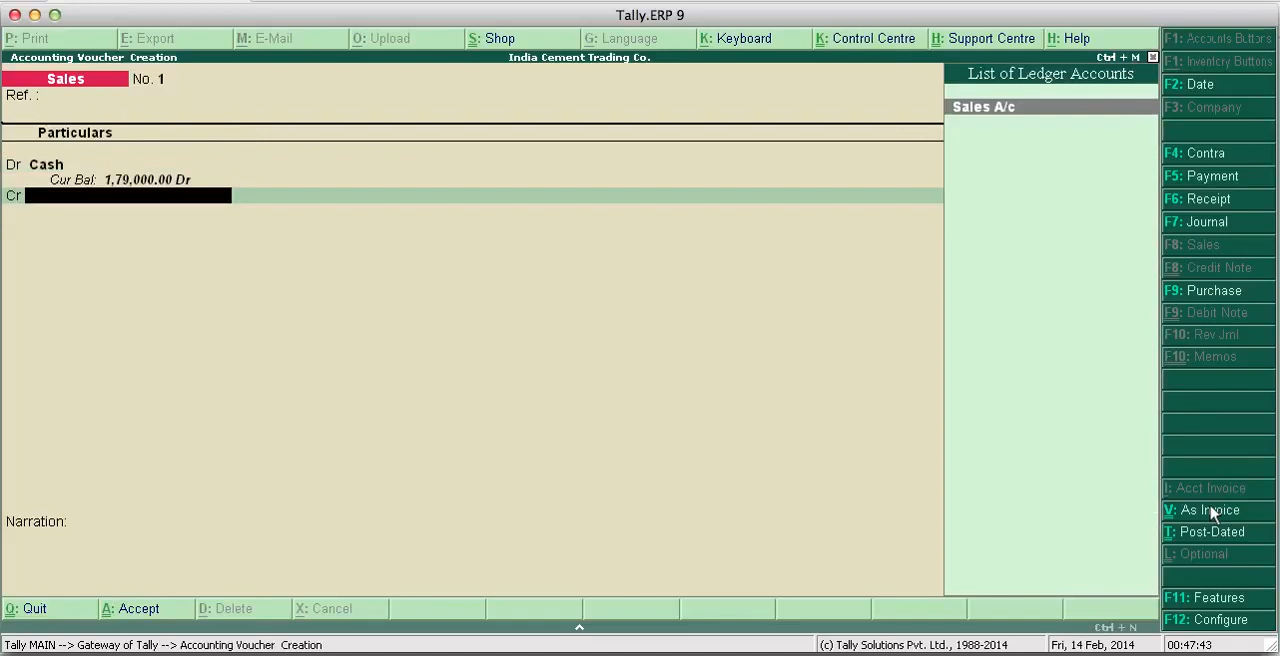 Tally.ERP 9
P: Print E: Export M: E-Mail O: Upload S: Shop G: Language K: Keyboard K: Control Centre H: Support Centre H: Help
Accounting Voucher Creation India Cement Trading Co. Ctrl + M
Sales No. 1
Ref. :
Particulars
Dr Cash
Cur Bal: 1,79,000.00 Dr
Cr
Narration:
List of Ledger Accounts
Sales A/c
F1: Accounts Buttons
F1: Inventory Buttons
F2: Date
F3: Company
F4: Contra
F5: Payment
F6: Receipt
F7: Journal
F8: Sales
F8: Credit Note
F9: Purchase
F9: Debit Note
F10: Rev Jrnl
F10: Memos
I: Acct Invoice
V: As Invoice
T: Post-Dated
L: Optional
F11: Features
F12: Configure
Q: Quit A: Accept D: Delete X: Cancel
Ctrl + N
Tally MAIN --> Gateway of Tally --> Accounting Voucher Creation (c) Tally Solutions Pvt. Ltd., 1988-2014 Fri, 14 Feb, 2014 00:47:43